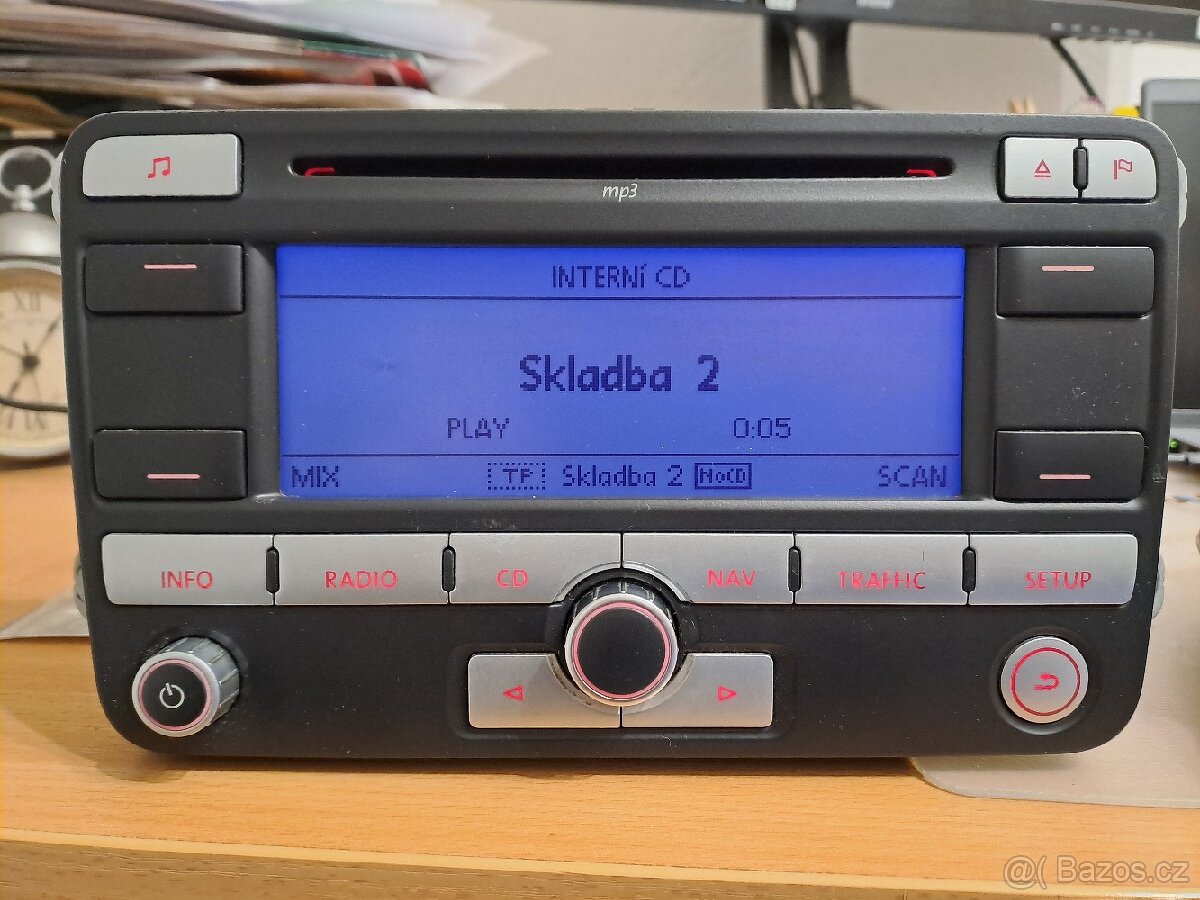 mp3
INTERNÍ CD
Skladba 2
PLAY 0:05
MIX TP Skladba 2 NoCD SCAN
INFO RADIO CD NAV TRAFFIC SETUP
XII
@( Bazos.cz